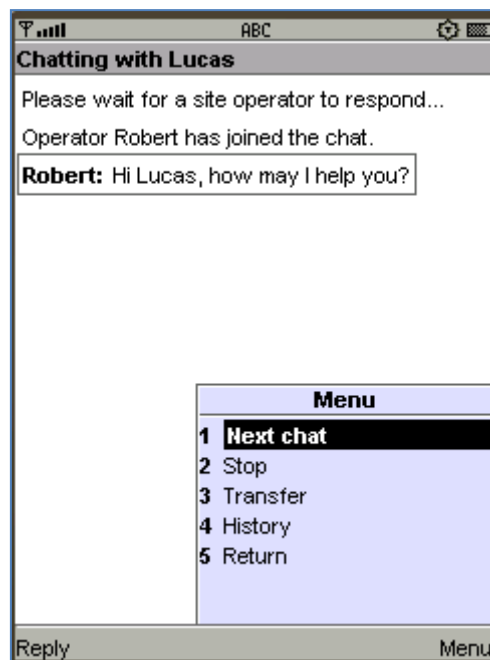 ABC
Chatting with Lucas
Please wait for a site operator to respond...
Operator Robert has joined the chat.
Robert: Hi Lucas, how may I help you?
Menu
1 Next chat
2 Stop
3 Transfer
4 History
5 Return
Reply Menu